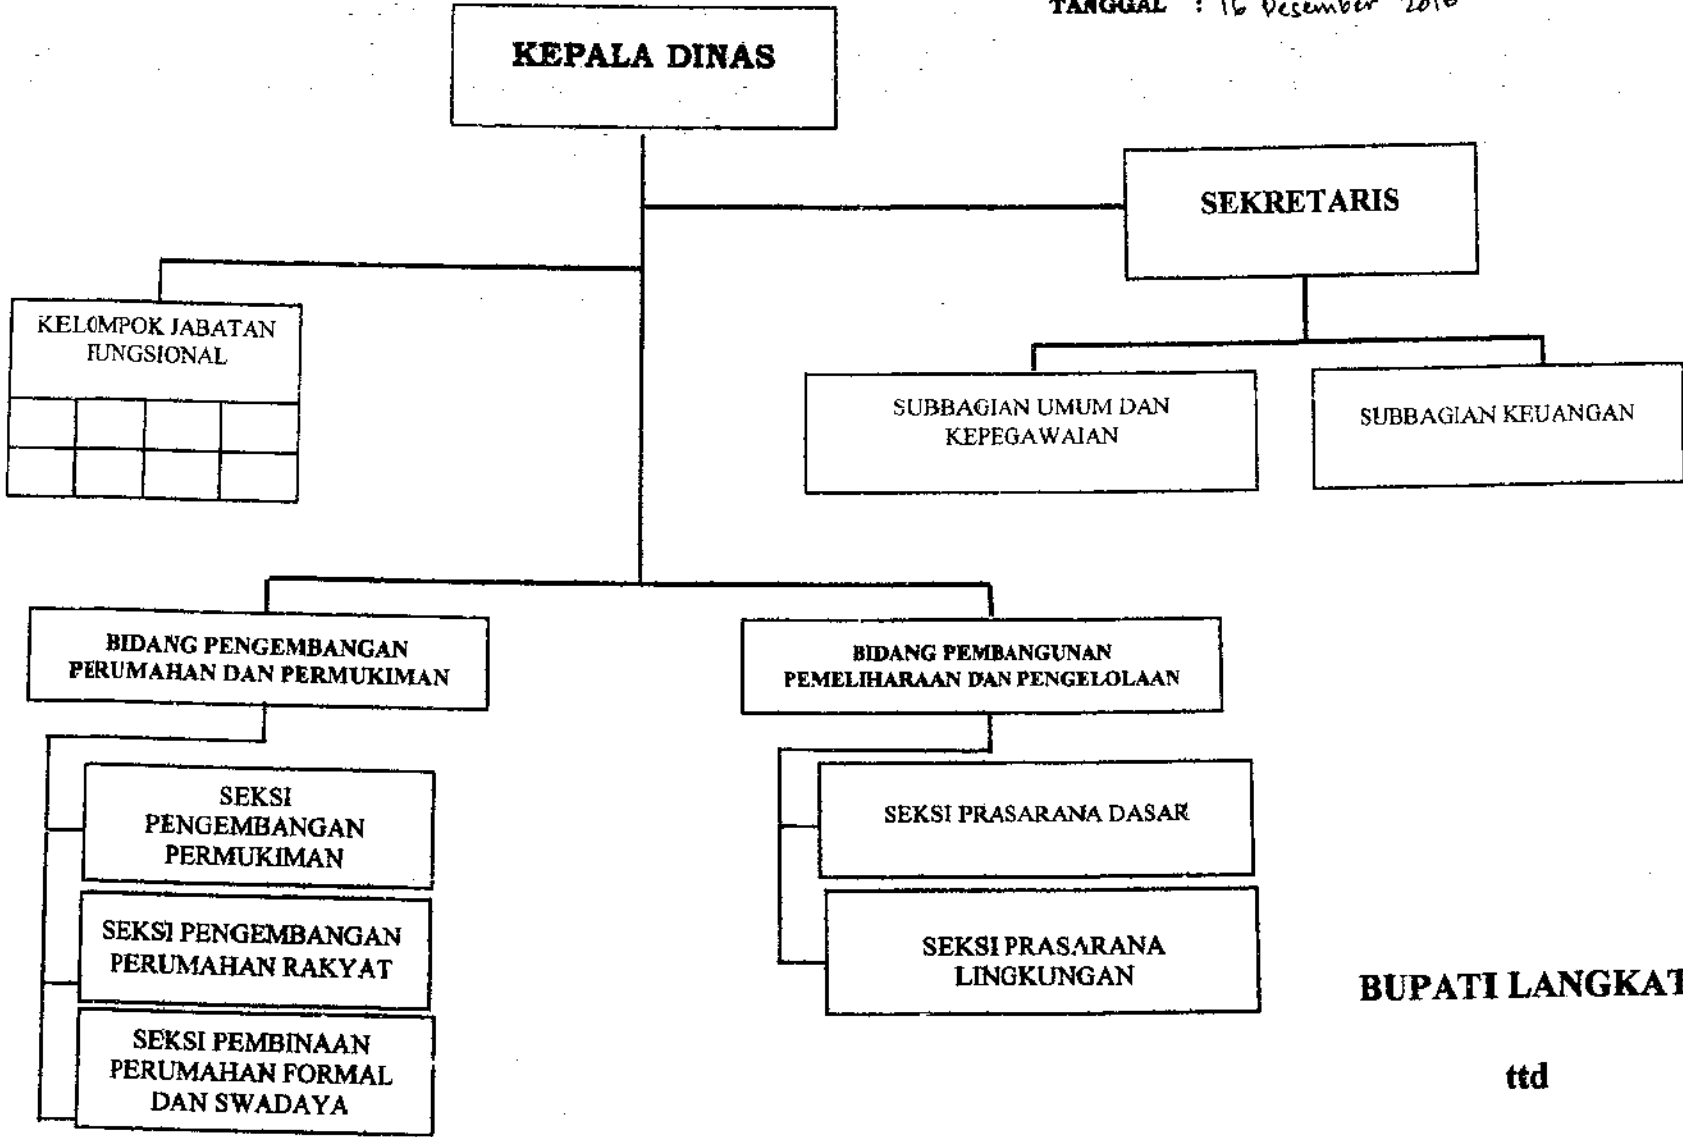 TANGGAL : 16 Desember 2016
KEPALA DINAS
SEKRETARIS
KELOMPOK JABATAN
FUNGSIONAL
SUBBAGIAN UMUM DAN
KEPEGAWAIAN
SUBBAGIAN KEUANGAN
BIDANG PENGEMBANGAN
PERUMAHAN DAN PERMUKIMAN
BIDANG PEMBANGUNAN
PEMELIHARAAN DAN PENGELOLAAN
SEKSI
PENGEMBANGAN
PERMUKIMAN
SEKSI PENGEMBANGAN
PERUMAHAN RAKYAT
SEKSI PEMBINAAN
PERUMAHAN FORMAL
DAN SWADAYA
SEKSI PRASARANA DASAR
SEKSI PRASARANA
LINGKUNGAN
BUPATI LANGKAT
ttd